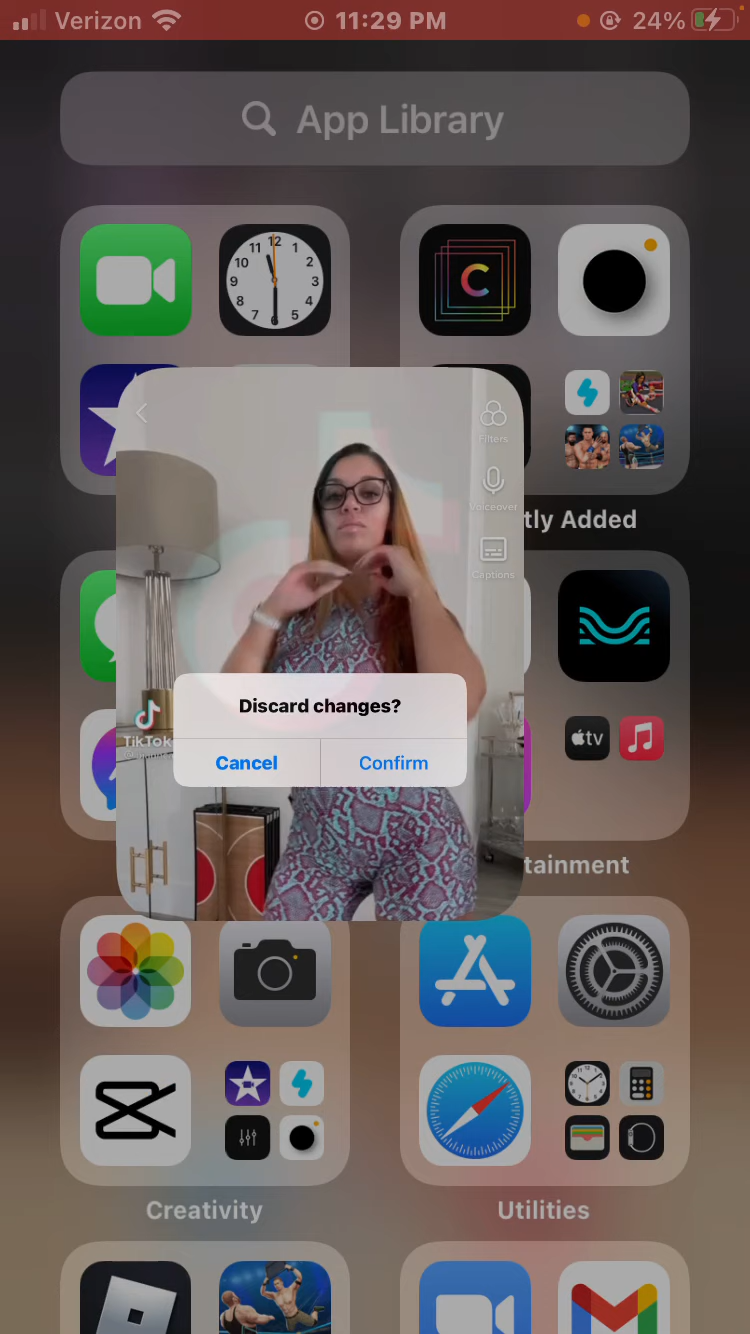 Verizon 11:29 PM 24%
App Library
12
11 1
10 2
9 3
8 4
7 5
6
C
Filters
Voiceover
tly Added
Captions
Discard changes?
TikTok
Cancel Confirm
tv
tainment
Creativity Utilities